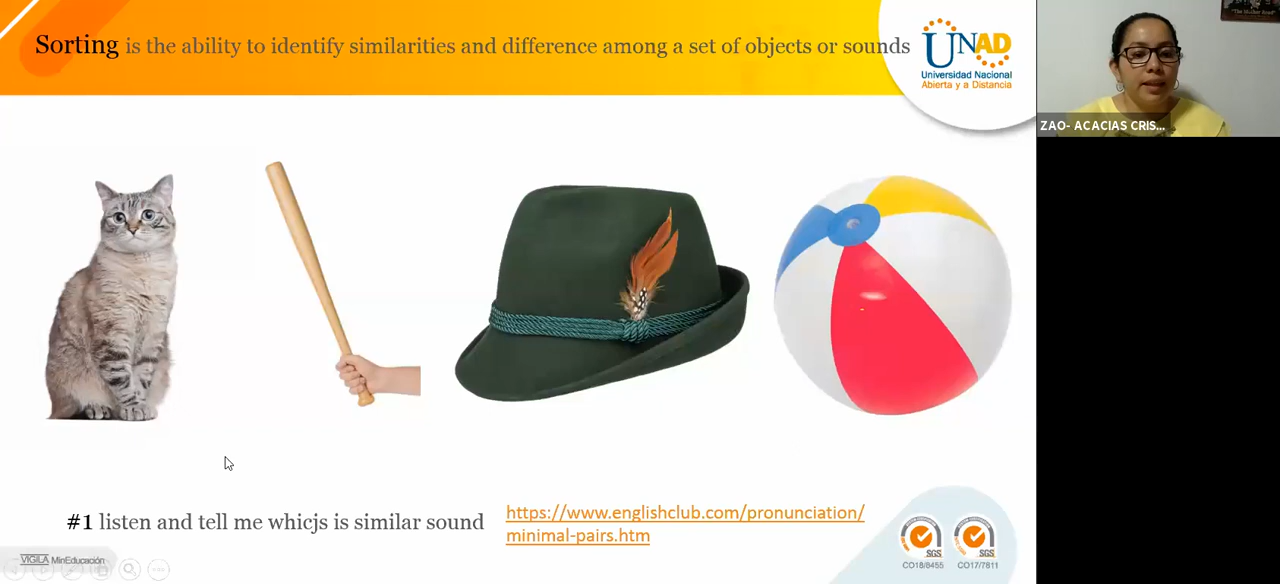 Sorting is the ability to identify similarities and difference among a set of objects or sounds
UNAD
Universidad Nacional
Abierta y a Distancia
ZAO- ACACIAS CRIS...
#1 listen and tell me whicjs is similar sound
https://www.englishclub.com/pronunciation/
minimal-pairs.htm
VIGILADA MinEducación
SGS
SGS
CO18/8455
CO17/7811